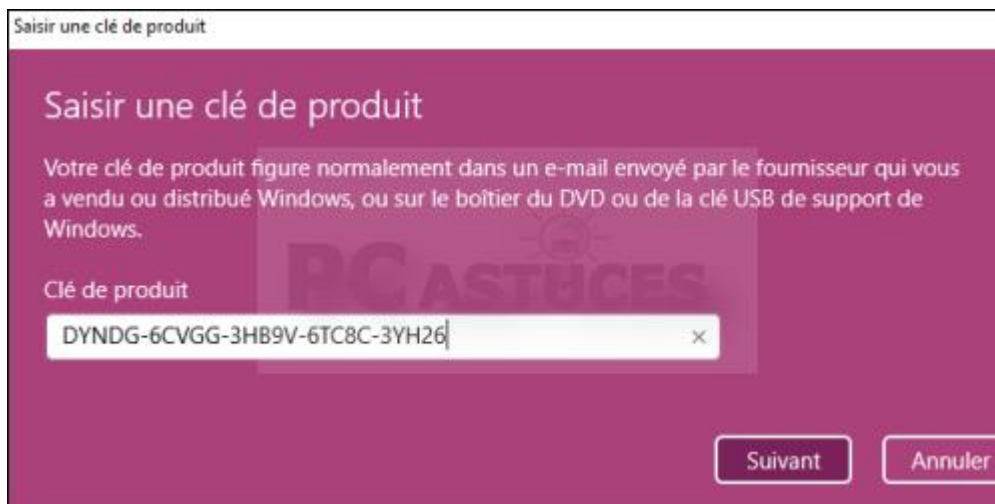 Saisir une clé de produit
Saisir une clé de produit
Votre clé de produit figure normalement dans un e-mail envoyé par le fournisseur qui vous
a vendu ou distribué Windows, ou sur le boîtier du DVD ou de la clé USB de support de
Windows.
PC ASTUCES
Clé de produit
DYNDG-6CVGG-3HB9V-6TC8C-3YH26
Suivant
Annuler